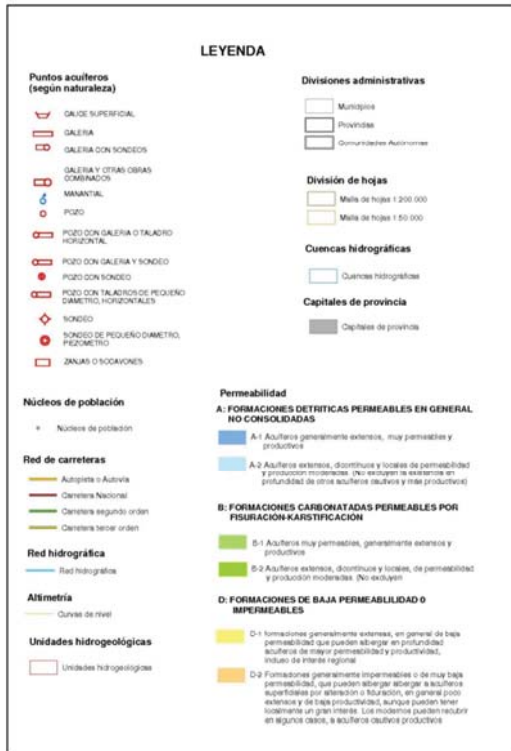 LEYENDA
Puntos acuíferos
(según naturaleza)
CAUCE SUPERFICIAL
GALERIA
GALERIA CON SONDEOS
GALERIA Y OTRAS OBRAS
COMBINADOS
MANANTIAL
POZO
POZO CON GALERIA O TALADRO
HORIZONTAL
POZO CON GALERIA Y SONDEO
POZO CON SONDEO
POZO CON TALADROS DE PEQUEÑO
DIAMETRO, HORIZONTALES
SONDEO
SONDEO DE PEQUEÑO DIAMETRO,
PIEZOMETRO
ZANJAS O SOCAVONES
Núcleos de población
Núcleos de población
Red de carreteras
Autopista o Autovía
Carretera Nacional
Carretera segundo orden
Carretera tercer orden
Red hidrográfica
Red hidrográfica
Altimetría
Curvas de nivel
Unidades hidrogeológicas
Unidades hidrogeológicas
Divisiones administrativas
Municipios
Provincias
Comunidades Autónomas
División de hojas
Malla de hojas 1:200.000
Malla de hojas 1:50.000
Cuencas hidrográficas
Cuencas hidrográficas
Capitales de provincia
Capitales de provincia
Permeabilidad
A: FORMACIONES DETRITICAS PERMEABLES EN GENERAL
NO CONSOLIDADAS
A-1 Acuíferos generalmente extensos, muy permeables y
productivos
A-2 Acuíferos extensos, discontinuos y locales de permeabilidad
y producción moderadas (No excluyen la existencia en
profundidad de otros acuíferos cautivos y más productivos)
B: FORMACIONES CARBONATADAS PERMEABLES POR
FISURACIÓN-KARSTIFICACIÓN
B-1 Acuíferos muy permeables, generalmente extensos y
productivos
B-2 Acuíferos extensos, discontinuos y locales, de permeabilidad
y producción moderadas (No excluyen
D: FORMACIONES DE BAJA PERMEABLILIDAD O
IMPERMEABLES
D-1 formaciones generalmente extensas, en general de baja
permeabilidad que pueden albergar en profundidad
acuíferos de mayor permeabilidad y productividad,
incluso de interés regional
D-2 Formaciones generalmente impermeables o de muy baja
permeabilidad, que pueden albergar albergar a acuíferos
superficiales por alteración o fisuración, en general poco
extensos y de baja productividad, aunque pueden tener
localmente un gran interés. Los modernos pueden recubrir
en algunos casos, a acuíferos cautivos productivos